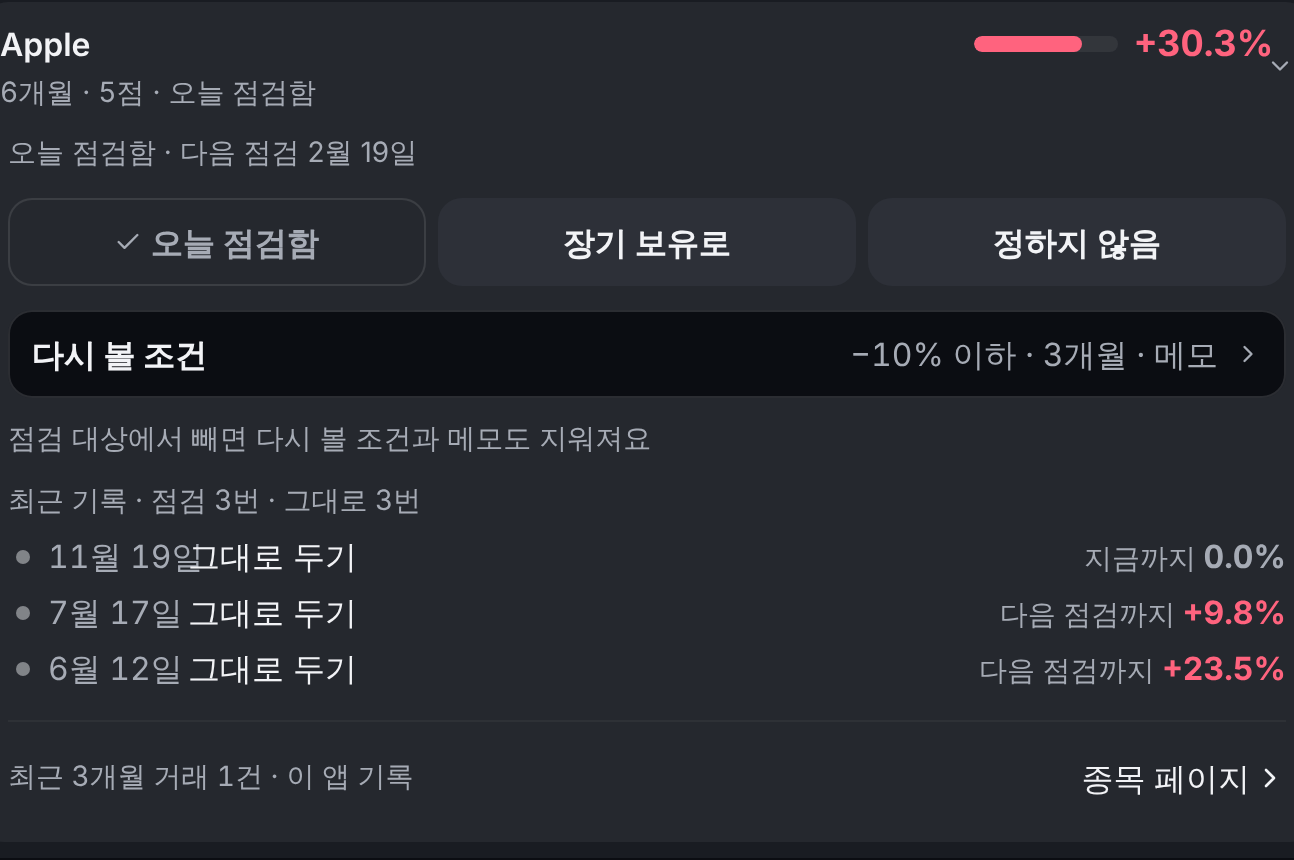 Apple
+30.3%
6개월 · 5점 · 오늘 점검함
오늘 점검함 · 다음 점검 2월 19일
오늘 점검함
장기 보유로
정하지 않음
다시 볼 조건
−10% 이하 · 3개월 · 메모
점검 대상에서 빼면 다시 볼 조건과 메모도 지워져요
최근 기록 · 점검 3번 · 그대로 3번
11월 19일 그대로 두기 지금까지 0.0%
7월 17일 그대로 두기 다음 점검까지 +9.8%
6월 12일 그대로 두기 다음 점검까지 +23.5%
최근 3개월 거래 1건 · 이 앱 기록
종목 페이지